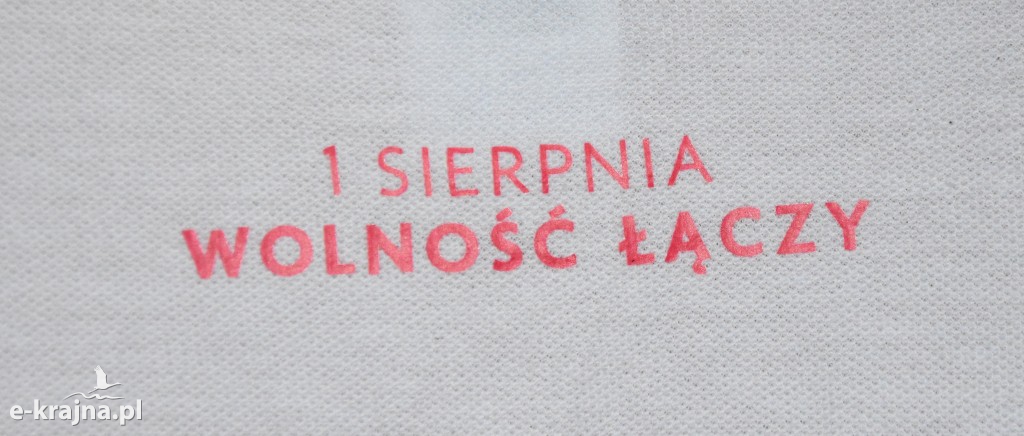 1 SIERPNIA
WOLNOŚĆ ŁĄCZY
e-krajna.pl